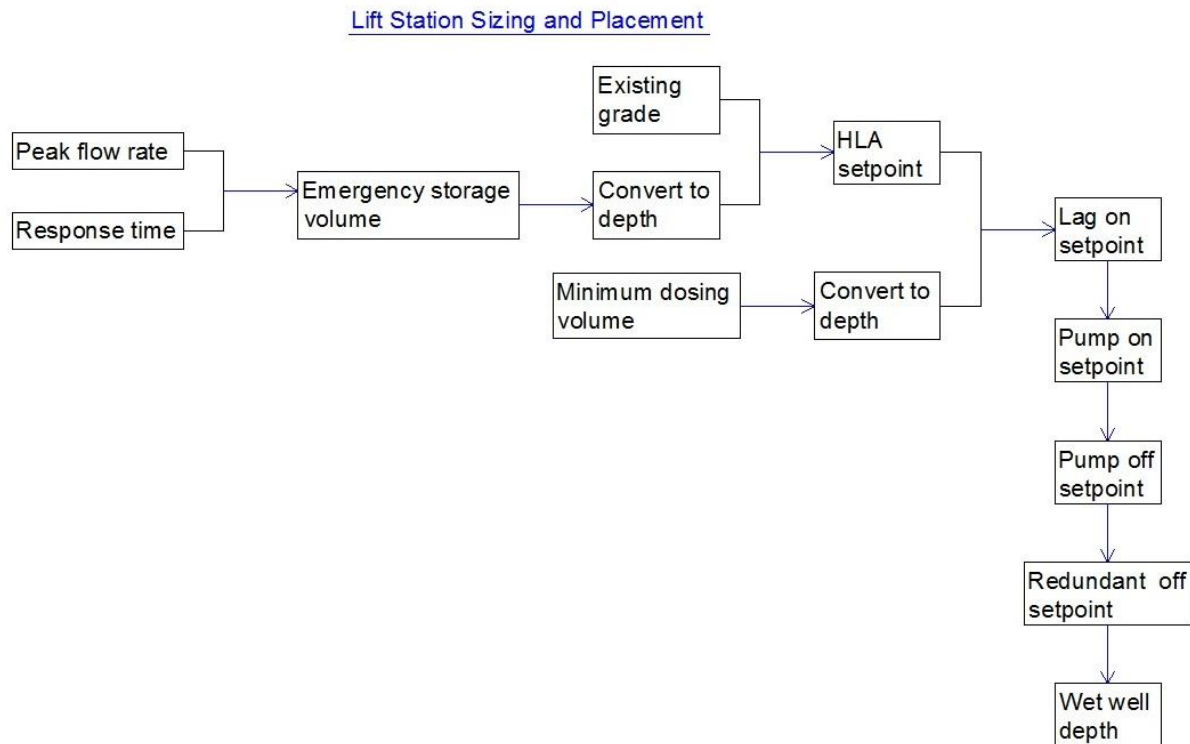 Lift Station Sizing and Placement
Existing
grade
Peak flow rate
HLA
setpoint
Emergency storage
volume
Convert to
depth
Response time
Lag on
setpoint
Minimum dosing
volume
Convert to
depth
Pump on
setpoint
Pump off
setpoint
Redundant off
setpoint
Wet well
depth